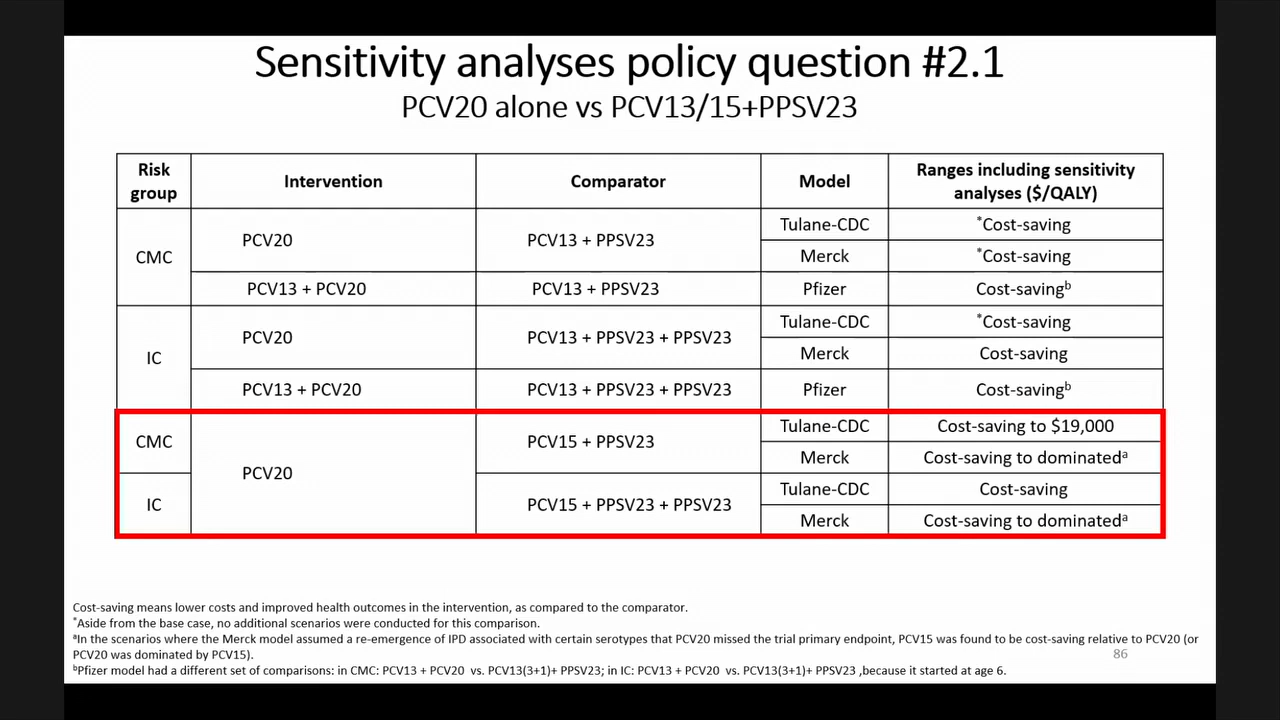 Sensitivity analyses policy question #2.1
PCV20 alone vs PCV13/15+PPSV23
Risk group Intervention Comparator Model Ranges including sensitivity analyses ($/QALY)
CMC PCV20 PCV13 + PPSV23 Tulane-CDC *Cost-saving
Merck *Cost-saving
PCV13 + PCV20 PCV13 + PPSV23 Pfizer Cost-savingᵇ
IC PCV20 PCV13 + PPSV23 + PPSV23 Tulane-CDC *Cost-saving
Merck Cost-saving
PCV13 + PCV20 PCV13 + PPSV23 + PPSV23 Pfizer Cost-savingᵇ
CMC PCV20 PCV15 + PPSV23 Tulane-CDC Cost-saving to $19,000
Merck Cost-saving to dominatedᵃ
IC PCV15 + PPSV23 + PPSV23 Tulane-CDC Cost-saving
Merck Cost-saving to dominatedᵃ
Cost-saving means lower costs and improved health outcomes in the intervention, as compared to the comparator.
*Aside from the base case, no additional scenarios were conducted for this comparison.
ᵃIn the scenarios where the Merck model assumed a re-emergence of IPD associated with certain serotypes that PCV20 missed the trial primary endpoint, PCV15 was found to be cost-saving relative to PCV20 (or
PCV20 was dominated by PCV15).
86
ᵇPfizer model had a different set of comparisons: in CMC: PCV13 + PCV20 vs. PCV13(3+1)+ PPSV23; in IC: PCV13 + PCV20 vs. PCV13(3+1)+ PPSV23 ,because it started at age 6.